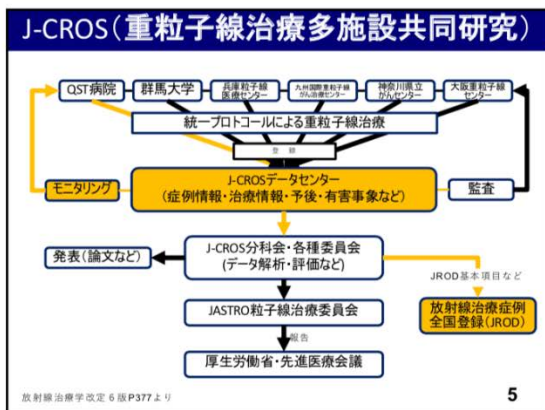 J-CROS(重粒子線治療多施設共同研究)
QST病院
群馬大学
兵庫粒子線
医療センター
九州国際重粒子線
がん治療センター
神奈川県立
がんセンター
大阪重粒子線
センター
統一プロトコールによる重粒子線治療
登録
モニタリング
J-CROSデータセンター
(症例情報・治療情報・予後・有害事象など)
監査
発表(論文など)
J-CROS分科会・各種委員会
(データ解析・評価など)
JROD基本項目など
JASTRO粒子線治療委員会
放射線治療症例
全国登録(JROD)
報告
厚生労働省・先進医療会議
放射線治療学改定6版P377より
5